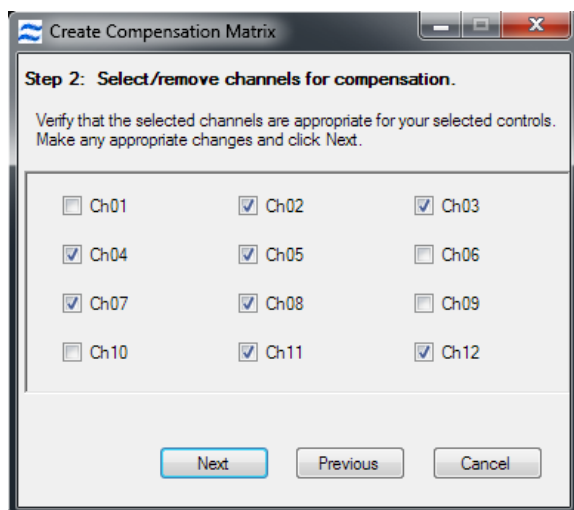 Create Compensation Matrix
Step 2: Select/remove channels for compensation.
Verify that the selected channels are appropriate for your selected controls.
Make any appropriate changes and click Next.
Ch01 Ch02 Ch03
Ch04 Ch05 Ch06
Ch07 Ch08 Ch09
Ch10 Ch11 Ch12
Next Previous Cancel